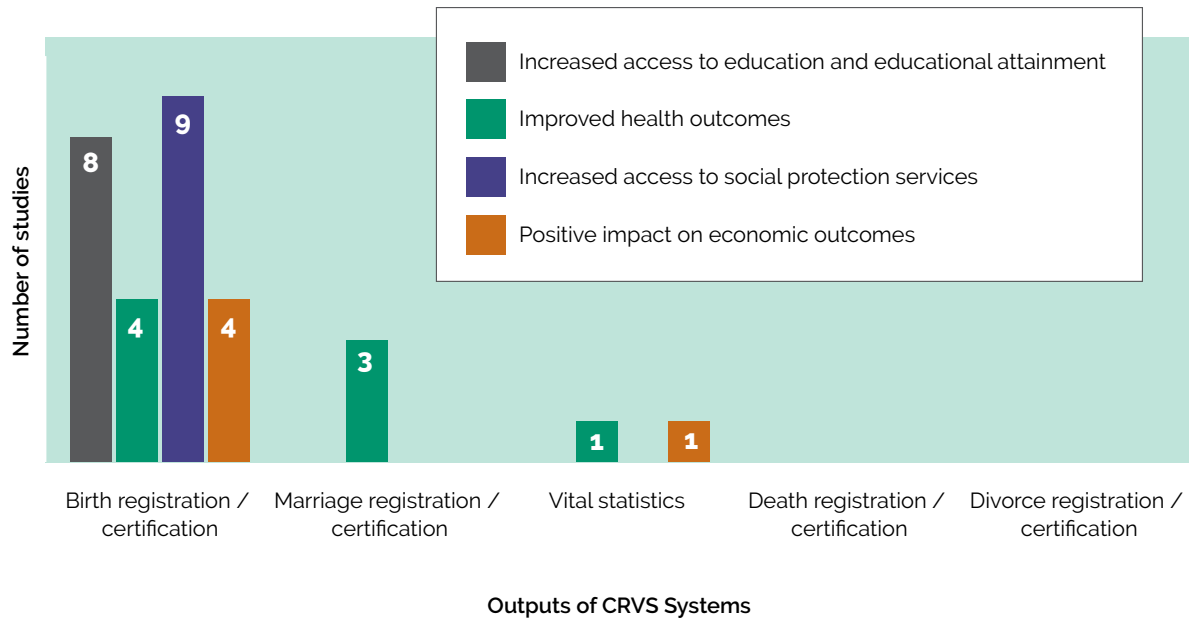 Increased access to education and educational attainment
Improved health outcomes
Increased access to social protection services
Positive impact on economic outcomes
Number of studies
8
4
9
4
3
1
1
Birth registration /
certification
Marriage registration /
certification
Vital statistics
Death registration /
certification
Divorce registration /
certification
Outputs of CRVS Systems